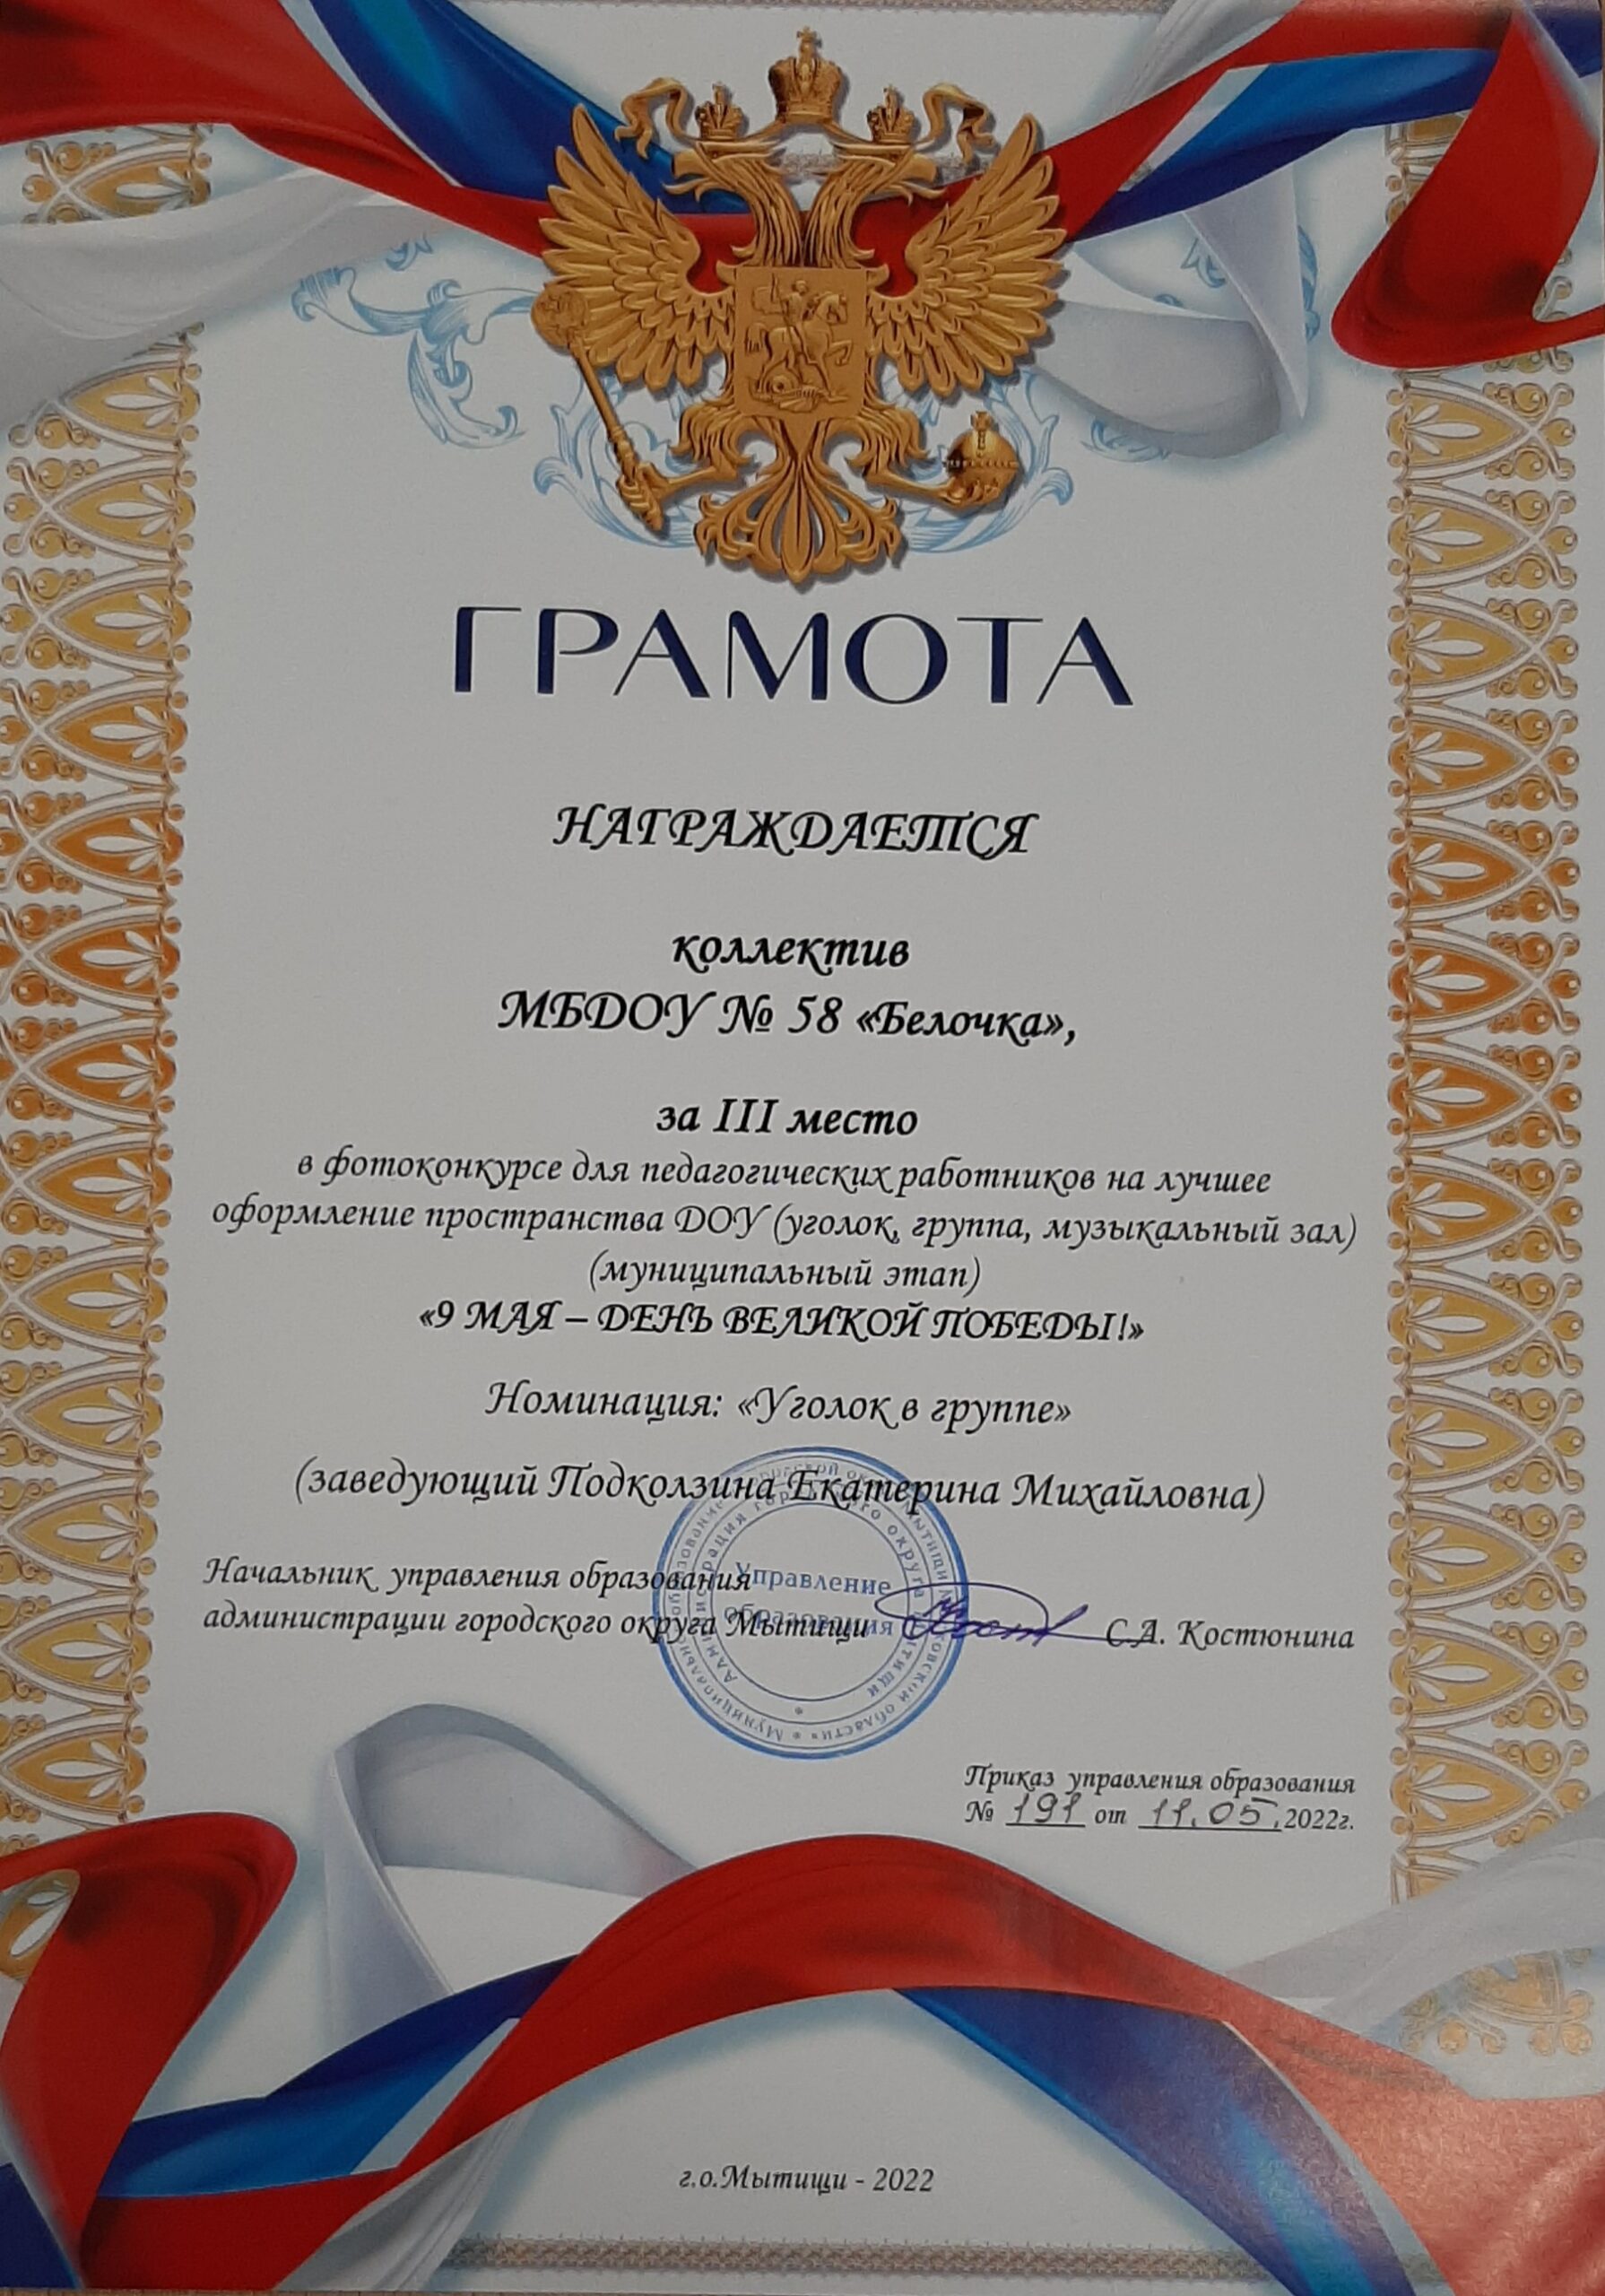 ГРАМОТА
НАГРАЖДАЕТСЯ
коллектив
МБДОУ № 58 «Белочка»,
за III место
в фотоконкурсе для педагогических работников на лучшее
оформление пространства ДОУ (уголок, группа, музыкальный зал)
(муниципальный этап)
«9 МАЯ – ДЕНЬ ВЕЛИКОЙ ПОБЕДЫ!»
Номинация: «Уголок в группе»
(заведующий Подколзина Екатерина Михайловна)
Начальник управления образования
администрации городского округа Мытищи С.А. Костюнина
Управление
образования
Приказ управления образования
№ 191 от 11.05.2022г.
г.о.Мытищи - 2022